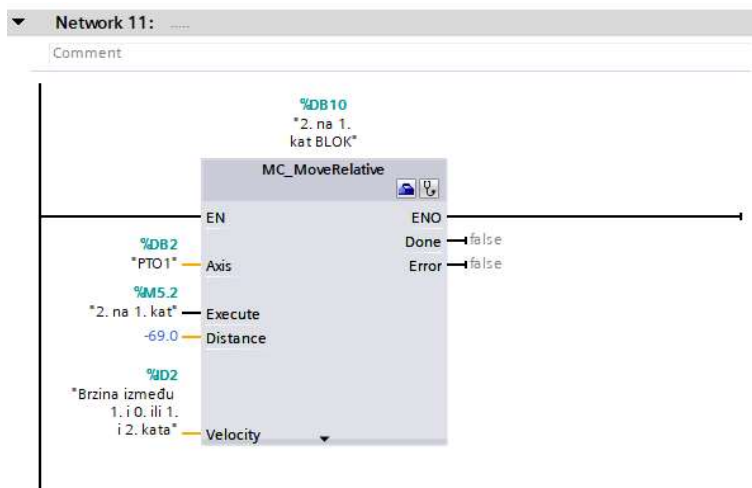 Network 11: .....
Comment
%DB10
"2. na 1.
kat BLOK"
MC_MoveRelative
EN
ENO
Done
false
%DB2
"PTO1"
Axis
Error
false
%M5.2
"2. na 1. kat"
Execute
-69.0
Distance
%ID2
"Brzina između
1. i 0. ili 1.
i 2. kata"
Velocity